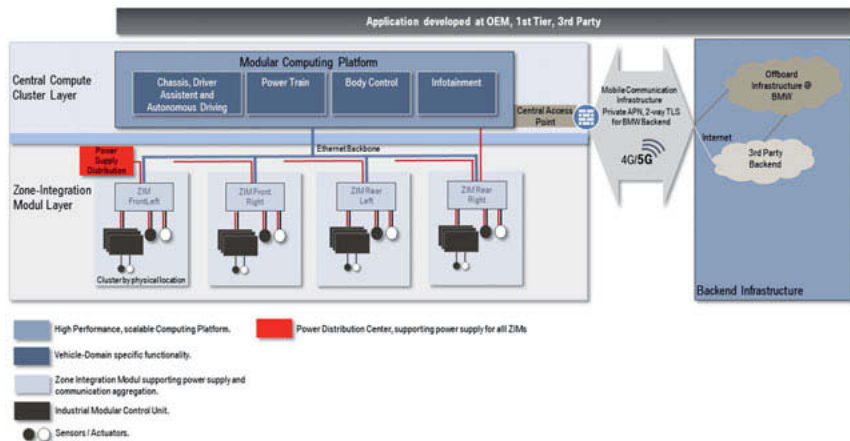 Application developed at OEM, 1st Tier, 3rd Party
Central Compute
Cluster Layer
Modular Computing Platform
Chassis, Driver
Assistent and
Autonomous Driving
Power Train
Body Control
Infotainment
Central Access
Point
Mobile Communication
Infrastructure
Private APN, 2-way TLS
for BMW Backend
4G/5G
Offboard
Infrastructure @
BMW
Internet
3rd Party
Backend
Backend Infrastructure
Power
Supply
Distribution
Ethernet Backbone
Zone-Integration
Modul Layer
ZIM
FrontLeft
ZIM Front
Right
ZIM Rear
Left
ZIM Rear
Right
Cluster by physical location
High Performance, scalable Computing Platform.
Power Distribution Center, supporting power supply for all ZIMs
Vehicle-Domain specific functionality.
Zone Integration Modul supporting power supply and
communication aggregation.
Industrial Modular Control Unit.
Sensors / Actuators.